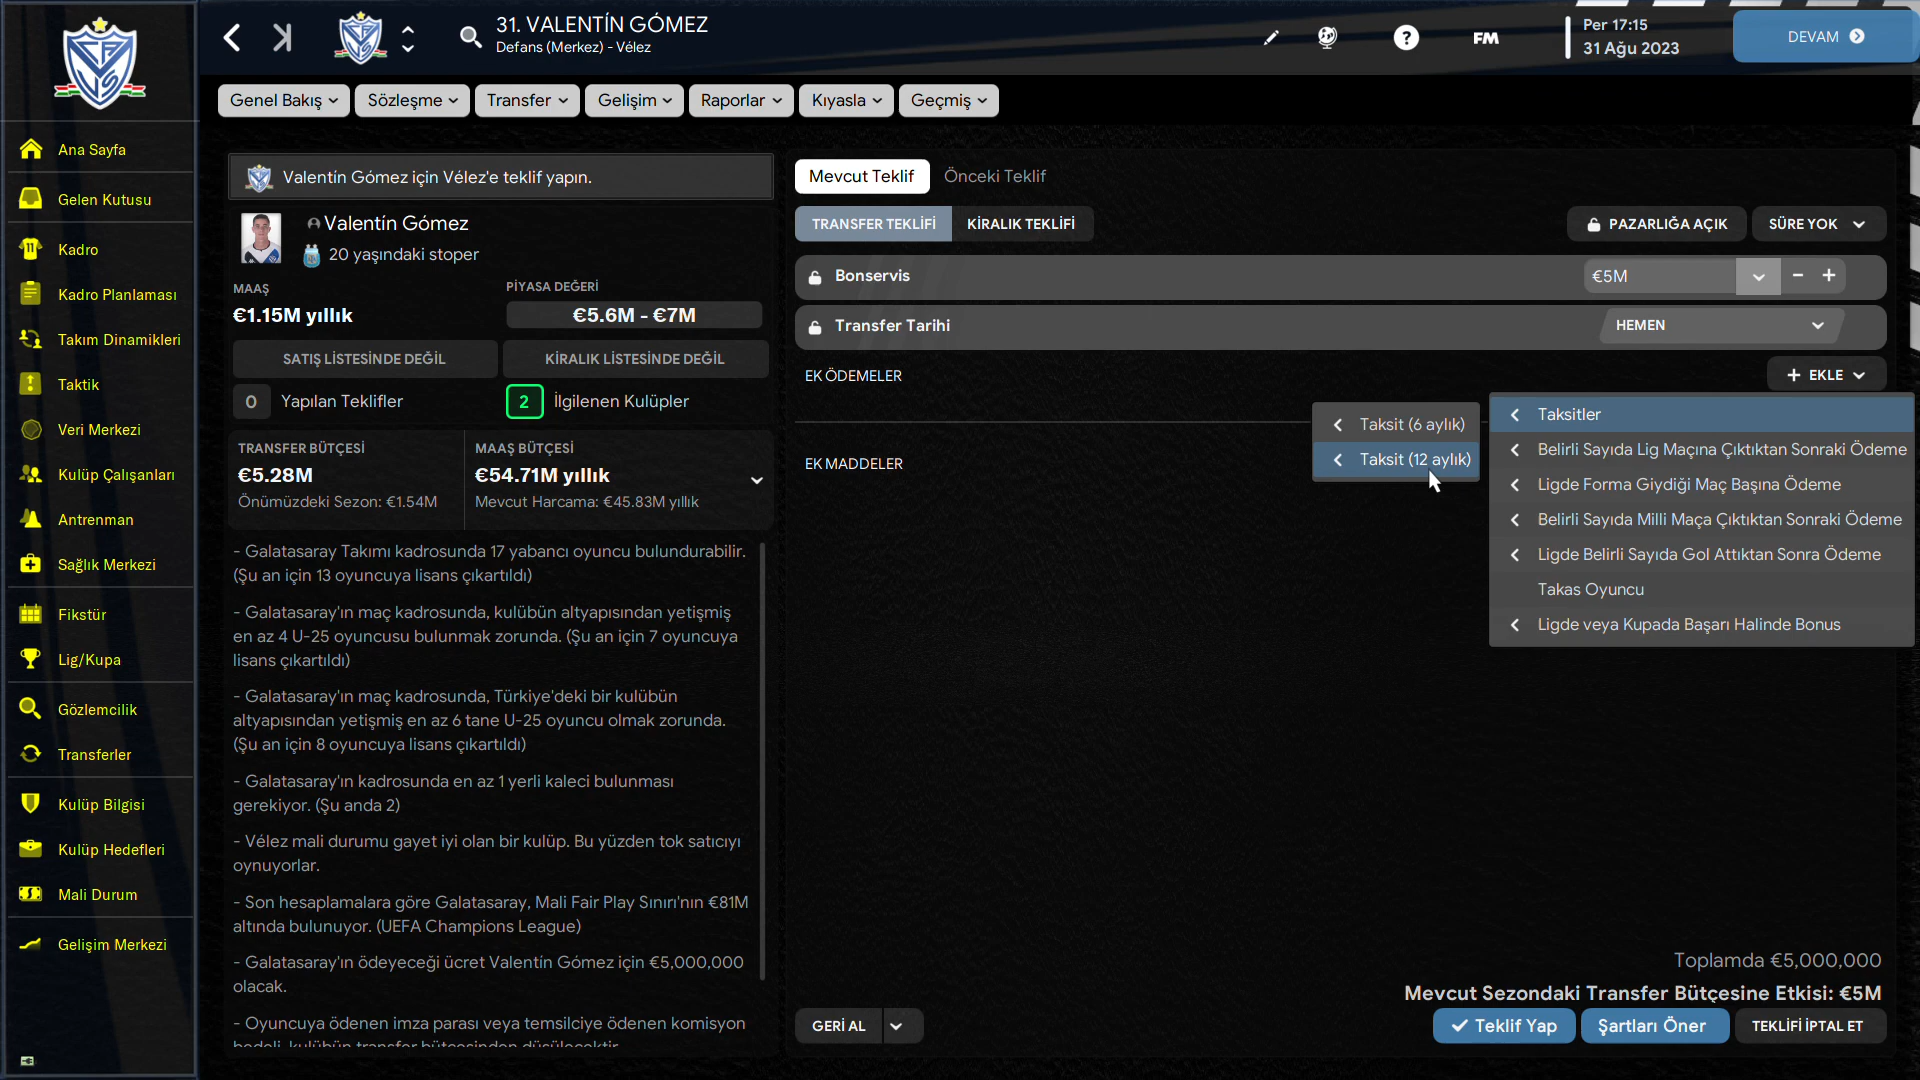 31. VALENTÍN GÓMEZ
Defans (Merkez) - Vélez
FM
Per 17:15
31 Ağu 2023
DEVAM
Genel Bakış
Sözleşme
Transfer
Gelişim
Raporlar
Kıyasla
Geçmiş
Ana Sayfa
Gelen Kutusu
Kadro
Kadro Planlaması
Takım Dinamikleri
Taktik
Veri Merkezi
Kulüp Çalışanları
Antrenman
Sağlık Merkezi
Fikstür
Lig/Kupa
Gözlemcilik
Transferler
Kulüp Bilgisi
Kulüp Hedefleri
Mali Durum
Gelişim Merkezi
Valentín Gómez için Vélez'e teklif yapın.
Valentín Gómez
20 yaşındaki stoper
MAAŞ
€1.15M yıllık
PİYASA DEĞERİ
€5.6M - €7M
SATIŞ LİSTESİNDE DEĞİL
KİRALIK LİSTESİNDE DEĞİL
0 Yapılan Teklifler
2 İlgilenen Kulüpler
TRANSFER BÜTÇESİ
€5.28M
Önümüzdeki Sezon: €1.54M
MAAŞ BÜTÇESİ
€54.71M yıllık
Mevcut Harcama: €45.83M yıllık
- Galatasaray Takımı kadrosunda 17 yabancı oyuncu bulundurabilir.
(Şu an için 13 oyuncuya lisans çıkartıldı)
- Galatasaray'ın maç kadrosunda, kulübün altyapısından yetişmiş
en az 4 U-25 oyuncusu bulunmak zorunda. (Şu an için 7 oyuncuya
lisans çıkartıldı)
- Galatasaray'ın maç kadrosunda, Türkiye'deki bir kulübün
altyapısından yetişmiş en az 6 tane U-25 oyuncu olmak zorunda.
(Şu an için 8 oyuncuya lisans çıkartıldı)
- Galatasaray'ın kadrosunda en az 1 yerli kaleci bulunması
gerekiyor. (Şu anda 2)
- Vélez mali durumu gayet iyi olan bir kulüp. Bu yüzden tok satıcıyı
oynuyorlar.
- Son hesaplamalara göre Galatasaray, Mali Fair Play Sınırı'nın €81M
altında bulunuyor. (UEFA Champions League)
- Galatasaray'ın ödeyeceği ücret Valentín Gómez için €5,000,000
olacak.
- Oyuncuya ödenen imza parası veya temsilciye ödenen komisyon
bedeli, kulübün transfer bütçesinden düşülecektir.
Mevcut Teklif
Önceki Teklif
TRANSFER TEKLİFİ
KİRALIK TEKLİFİ
PAZARLIĞA AÇIK
SÜRE YOK
Bonservis
€5M
Transfer Tarihi
HEMEN
EK ÖDEMELER
EKLE
EK MADDELER
Taksit (6 aylık)
Taksit (12 aylık)
Taksitler
Belirli Sayıda Lig Maçına Çıktıktan Sonraki Ödeme
Ligde Forma Giydiği Maç Başına Ödeme
Belirli Sayıda Milli Maça Çıktıktan Sonraki Ödeme
Ligde Belirli Sayıda Gol Attıktan Sonra Ödeme
Takas Oyuncu
Ligde veya Kupada Başarı Halinde Bonus
Toplamda €5,000,000
Mevcut Sezondaki Transfer Bütçesine Etkisi: €5M
GERİ AL
Teklif Yap
Şartları Öner
TEKLİFİ İPTAL ET